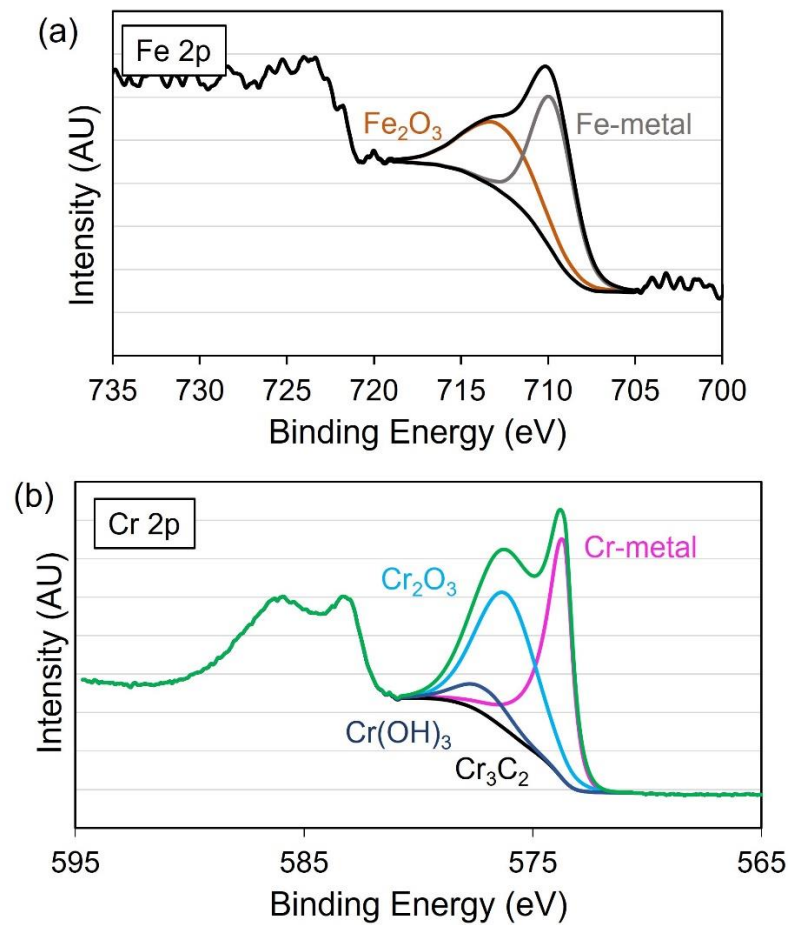 (a)
Fe 2p
Fe₂O₃
Fe-metal
Intensity (AU)
735 730 725 720 715 710 705 700
Binding Energy (eV)
(b)
Cr 2p
Cr-metal
Cr₂O₃
Cr(OH)₃
Cr₃C₂
Intensity (AU)
595 585 575 565
Binding Energy (eV)